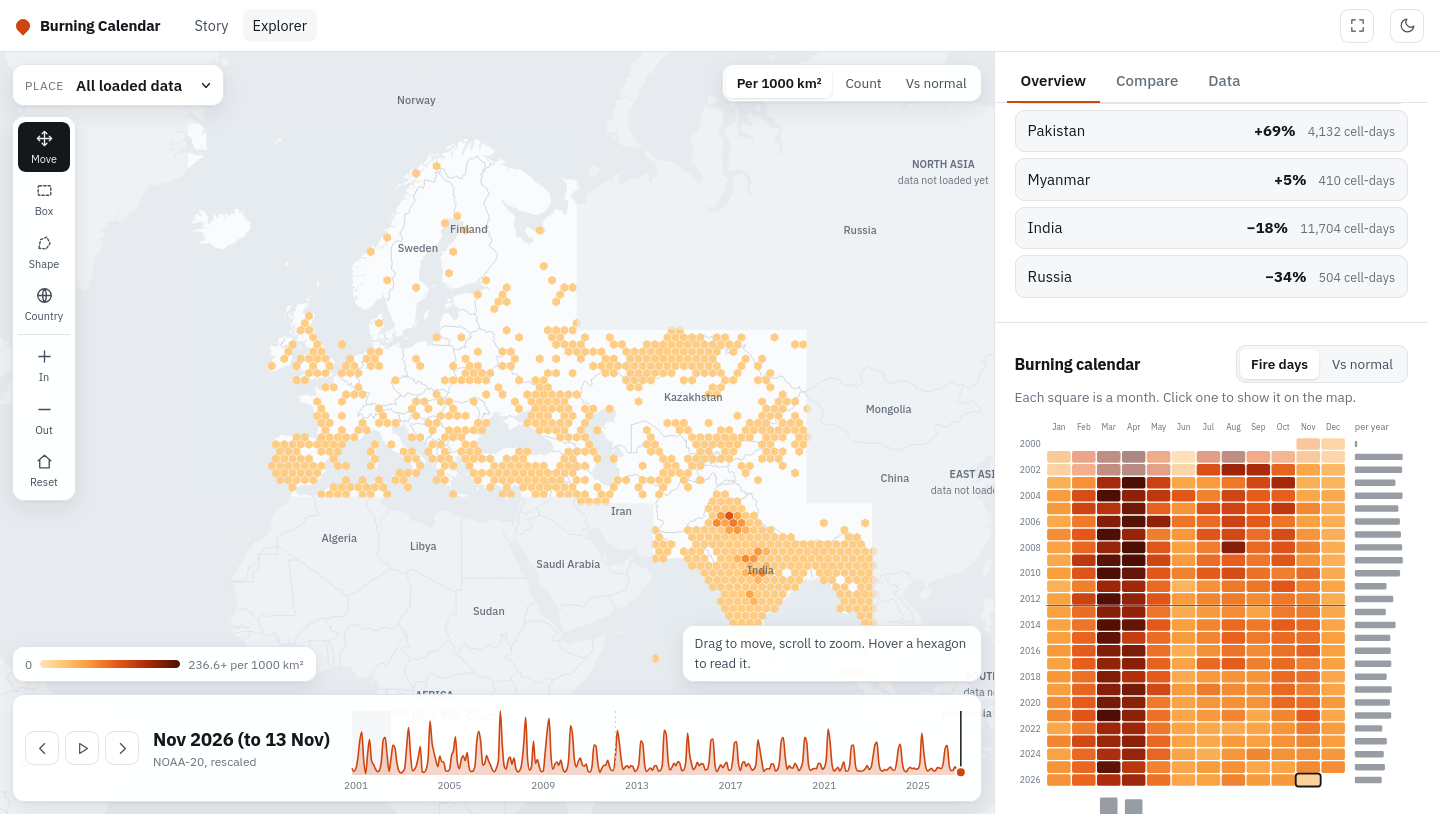 Burning Calendar
Story
Explorer
PLACE All loaded data
Per 1000 km²
Count
Vs normal
Move
Box
Shape
Country
In
Out
Reset
Norway
NORTH ASIA
data not loaded yet
Finland
Sweden
Russia
Kazakhstan
Mongolia
China
Iran
Algeria
Libya
Saudi Arabia
India
Sudan
Drag to move, scroll to zoom. Hover a hexagon
to read it.
0
236.6+ per 1000 km²
Nov 2026 (to 13 Nov)
NOAA-20, rescaled
2001 2005 2009 2013 2017 2021 2025
Overview
Compare
Data
Pakistan +69% 4,132 cell-days
Myanmar +5% 410 cell-days
India −18% 11,704 cell-days
Russia −34% 504 cell-days
Burning calendar
Fire days
Vs normal
Each square is a month. Click one to show it on the map.
Jan Feb Mar Apr May Jun Jul Aug Sep Oct Nov Dec per year
2000
2002
2004
2006
2008
2010
2012
2014
2016
2018
2020
2022
2024
2026